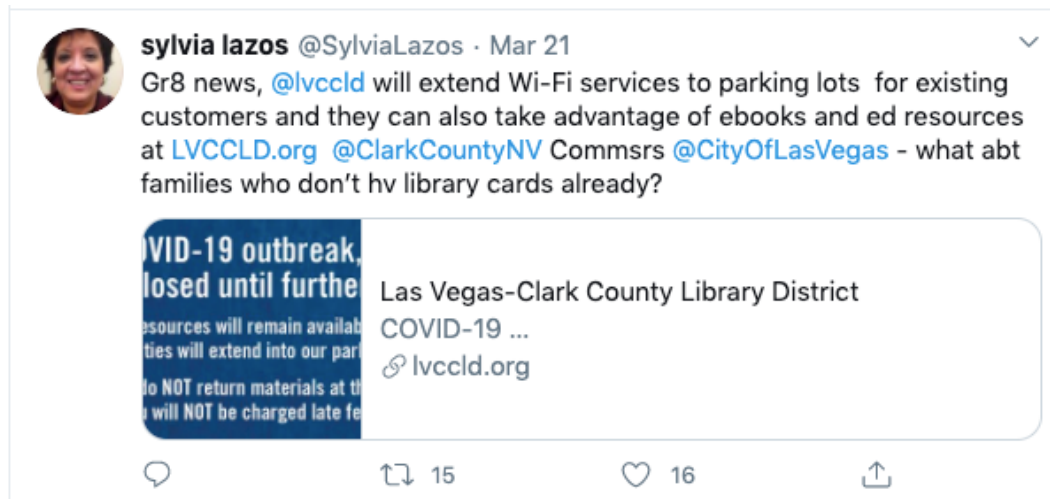 sylvia lazos @SylviaLazos · Mar 21
Gr8 news, @lvccld will extend Wi-Fi services to parking lots  for existing
customers and they can also take advantage of ebooks and ed resources
at LVCCLD.org  @ClarkCountyNV Commsrs @CityOfLasVegas - what abt
families who don’t hv library cards already?
VID-19 outbreak,
losed until furthe
esources will remain availab
ties will extend into our par
do NOT return materials at th
u will NOT be charged late fe
Las Vegas-Clark County Library District
COVID-19 ...
lvccld.org
15
16